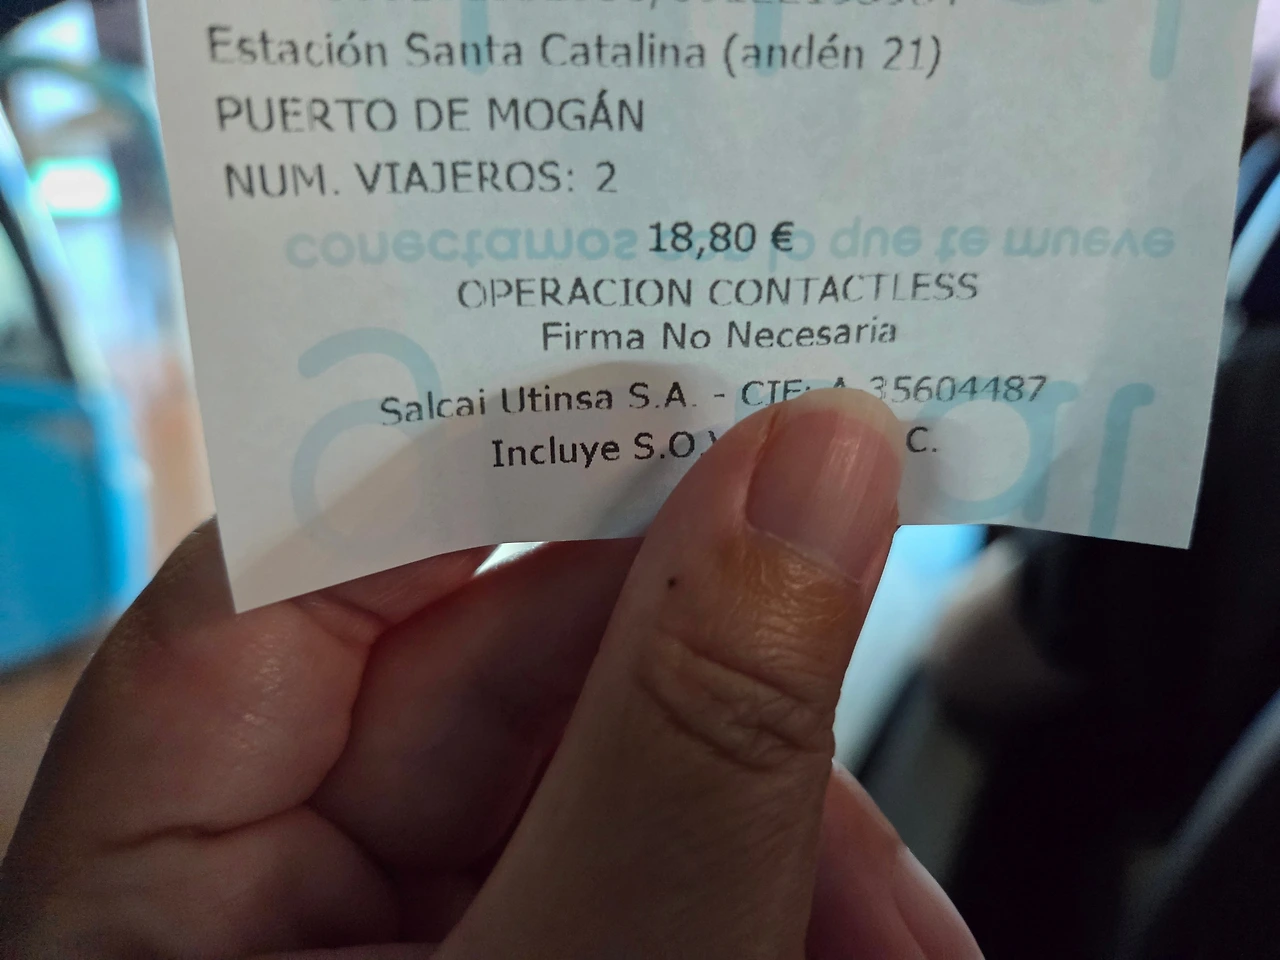 Estación Santa Catalina (andén 21)
PUERTO DE MOGÁN
NUM. VIAJEROS: 2
18,80 €
OPERACION CONTACTLESS
Firma No Necesaria
Salcai Utinsa S.A. - CIF: A 35604487
Incluye S.O. C.